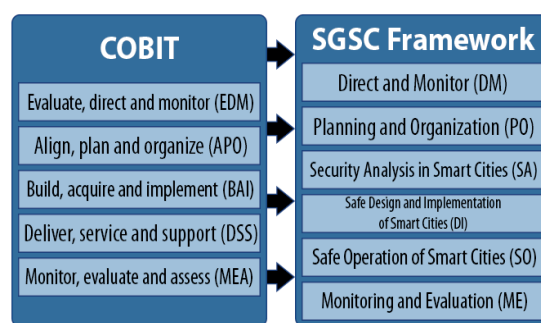 COBIT
Evaluate, direct and monitor (EDM)
Align, plan and organize (APO)
Build, acquire and implement (BAI)
Deliver, service and support (DSS)
Monitor, evaluate and assess (MEA)
SGSC Framework
Direct and Monitor (DM)
Planning and Organization (PO)
Security Analysis in Smart Cities (SA)
Safe Design and Implementation
of Smart Cities (DI)
Safe Operation of Smart Cities (SO)
Monitoring and Evaluation (ME)